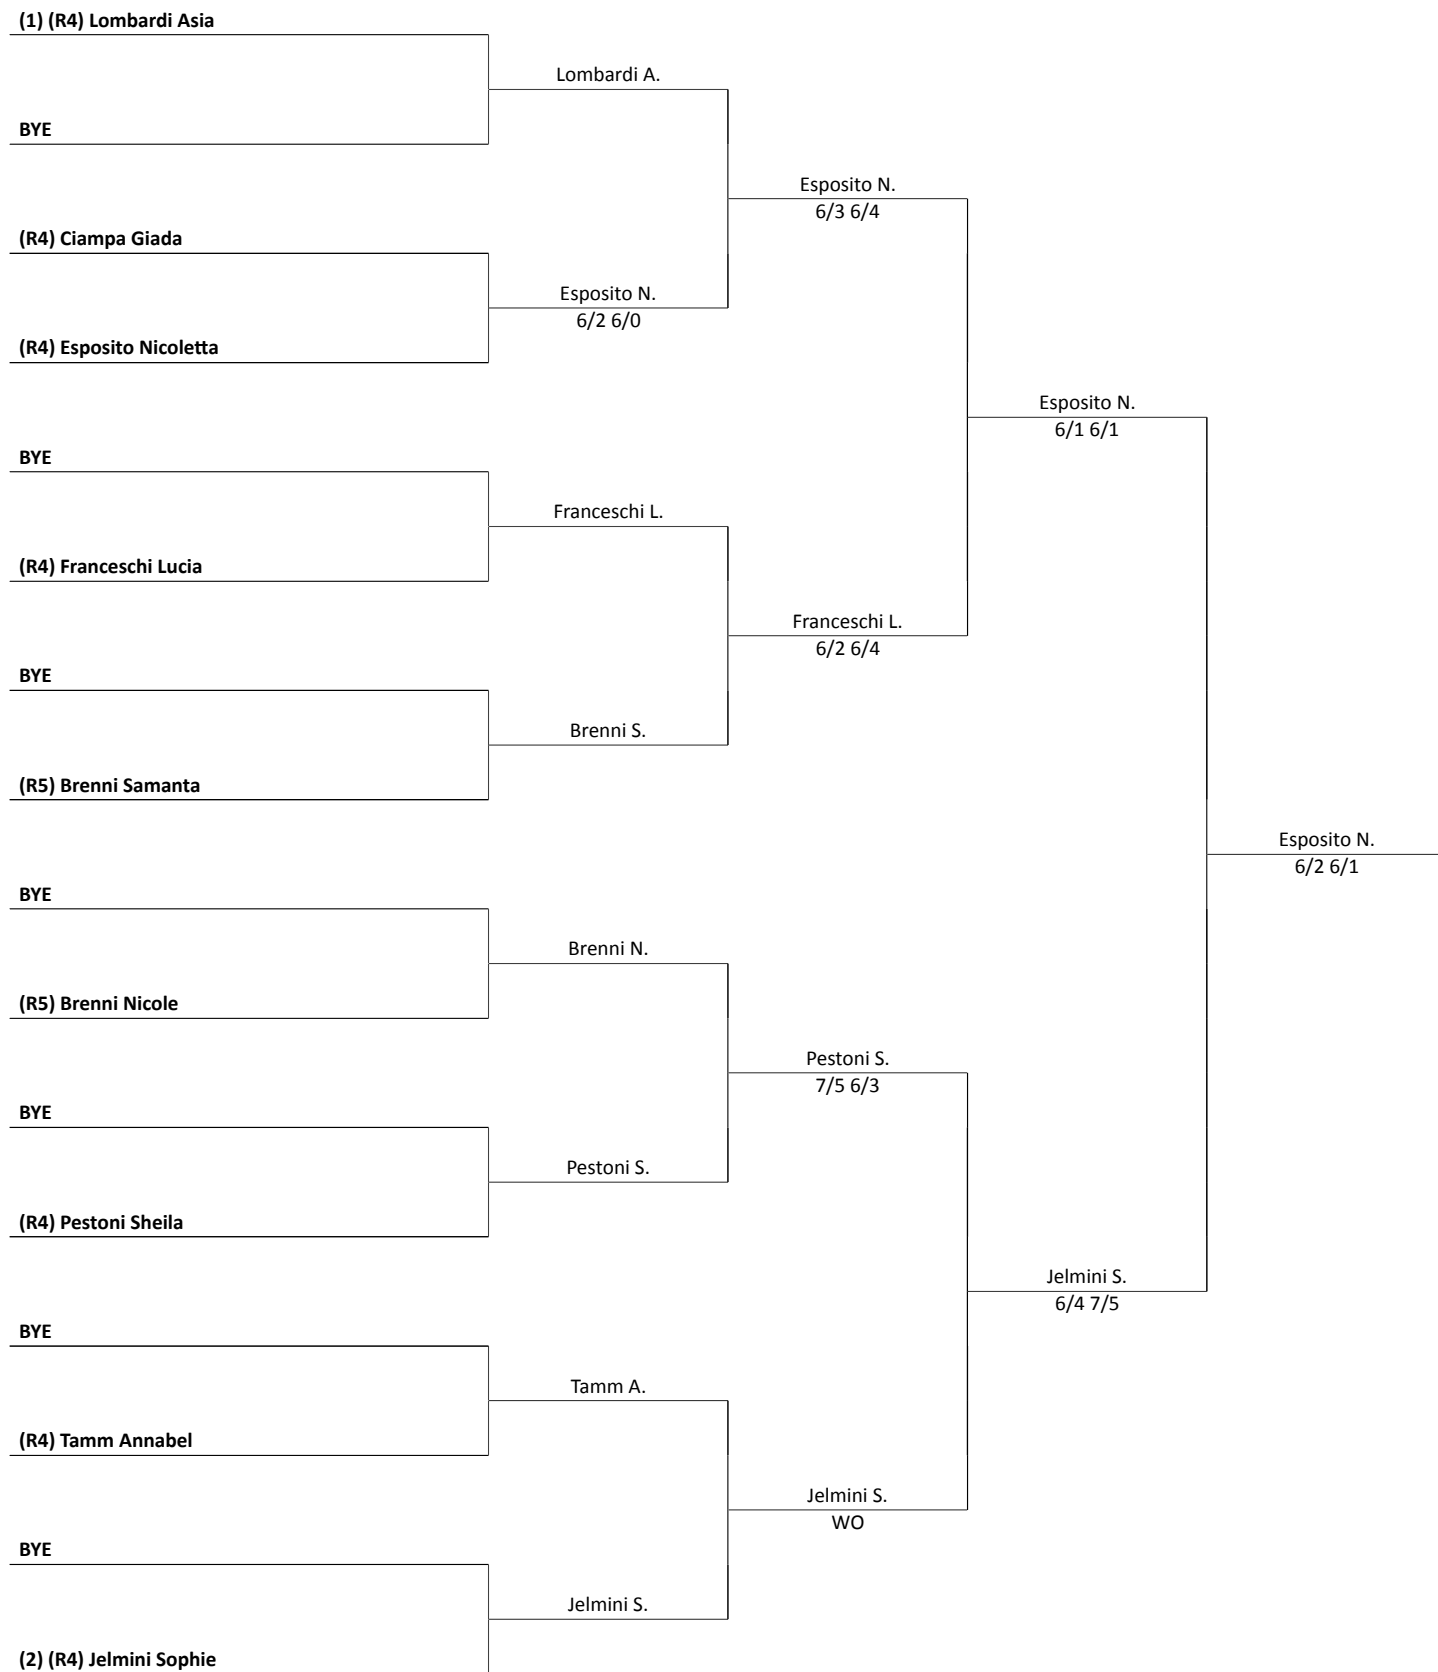 (1) (R4) Lombardi Asia
Lombardi A.
BYE
Esposito N.
6/3 6/4
(R4) Ciampa Giada
Esposito N.
6/2 6/0
(R4) Esposito Nicoletta
Esposito N.
6/1 6/1
BYE
Franceschi L.
(R4) Franceschi Lucia
Franceschi L.
6/2 6/4
BYE
Brenni S.
(R5) Brenni Samanta
Esposito N.
6/2 6/1
BYE
Brenni N.
(R5) Brenni Nicole
Pestoni S.
7/5 6/3
BYE
Pestoni S.
(R4) Pestoni Sheila
Jelmini S.
6/4 7/5
BYE
Tamm A.
(R4) Tamm Annabel
Jelmini S.
WO
BYE
Jelmini S.
(2) (R4) Jelmini Sophie